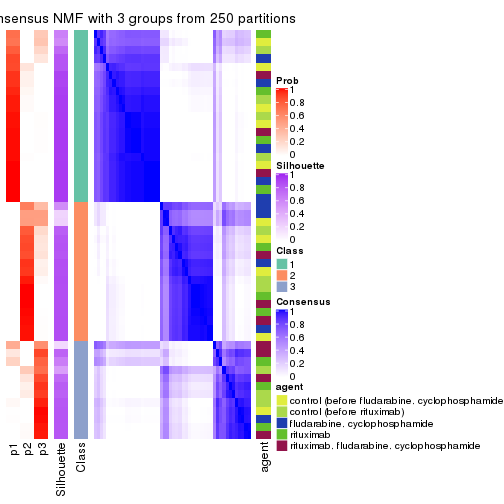 nsensus NMF with 3 groups from 250 partitions
Prob
1
0.8
0.6
0.4
0.2
0
Silhouette
1
0.8
0.6
0.4
0.2
0
Class
1
2
3
Consensus
1
0.8
0.6
0.4
0.2
0
agent
control (before fludarabine, cyclophosphamide
control (before rituximab)
fludarabine, cyclophosphamide
rituximab
rituximab, fludarabine, cyclophosphamide
p1
p2
p3
Silhouette
Class
agent